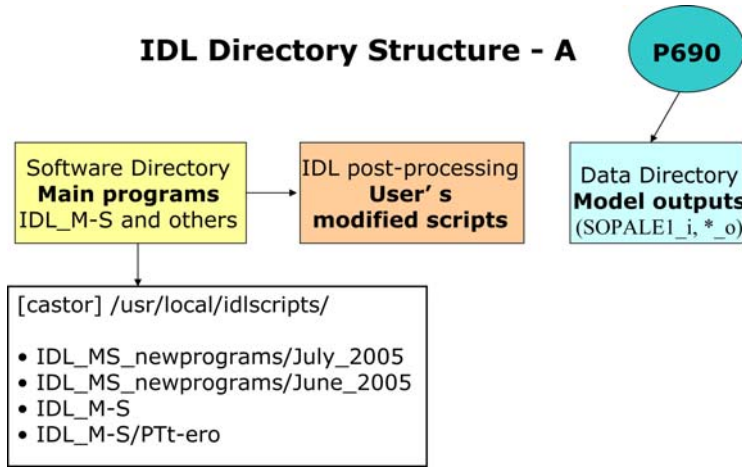 IDL Directory Structure - A
P690
Software Directory
Main programs
IDL_M-S and others
IDL post-processing
User’ s
modified scripts
Data Directory
Model outputs
(SOPALE1_i, *_o)
[castor] /usr/local/idlscripts/
• IDL_MS_newprograms/July_2005
• IDL_MS_newprograms/June_2005
• IDL_M-S
• IDL_M-S/PTt-ero